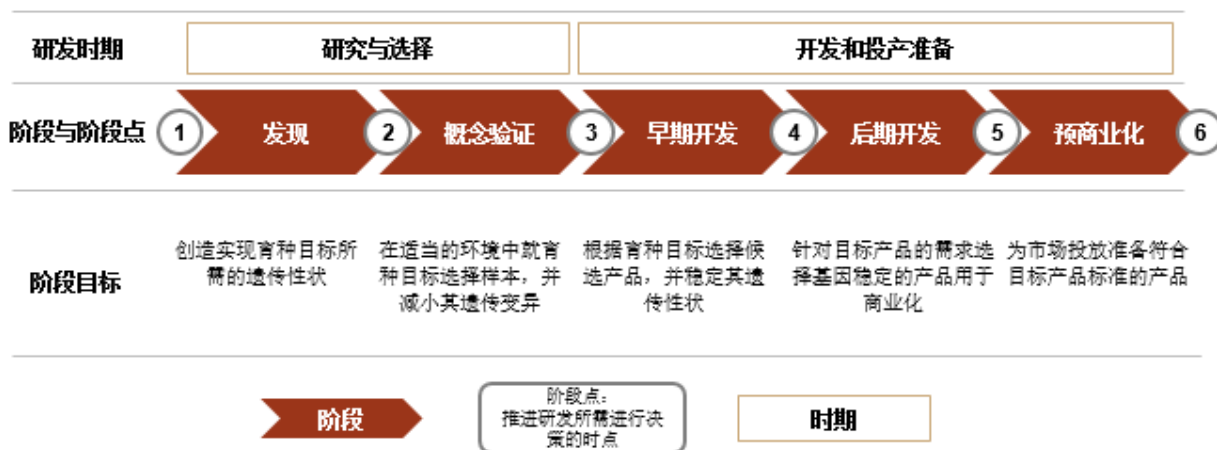 研发时期
研究与选择
开发和投产准备
阶段与阶段点
1
发现
2
概念验证
3
早期开发
4
后期开发
5
预商业化
6
阶段目标
创造实现育种目标所
需的遗传性状
在适当的环境中就育
种目标选择样本，并
减小其遗传变异
根据育种目标选择候
选产品，并稳定其遗
传性状
针对目标产品的需求选
择基因稳定的产品用于
商业化
为市场投放准备符合
目标产品标准的产品
阶段
阶段点：
推进研发所需进行决
策的时点
时期